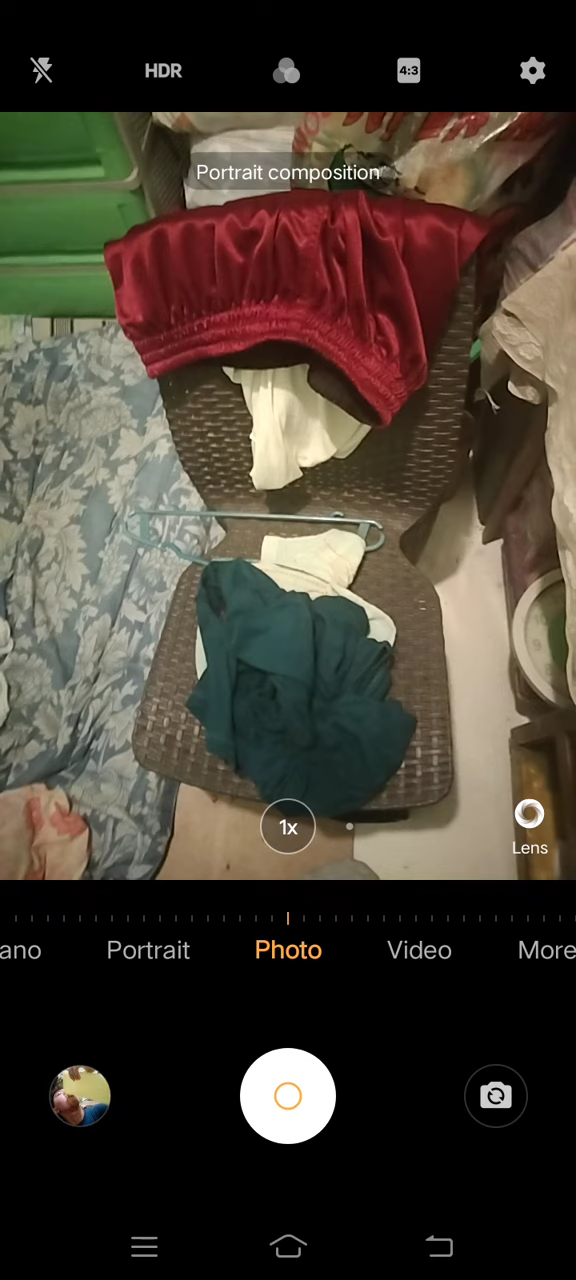 HDR
4:3
Portrait composition
1x
Lens
ano
Portrait
Photo
Video
More